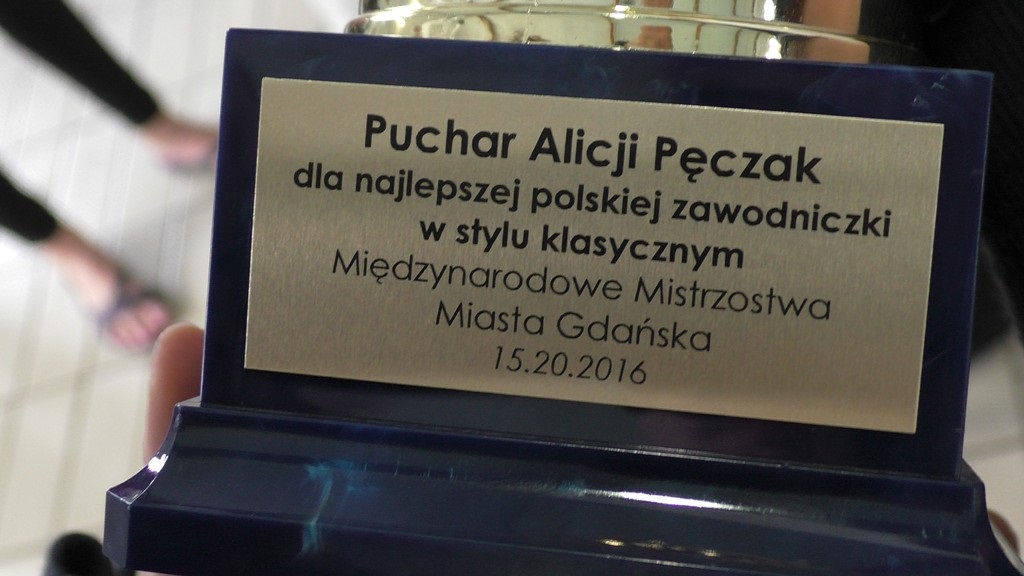 Puchar Alicji Pęczak
dla najlepszej polskiej zawodniczki
w stylu klasycznym
Międzynarodowe Mistrzostwa
Miasta Gdańska
15.20.2016